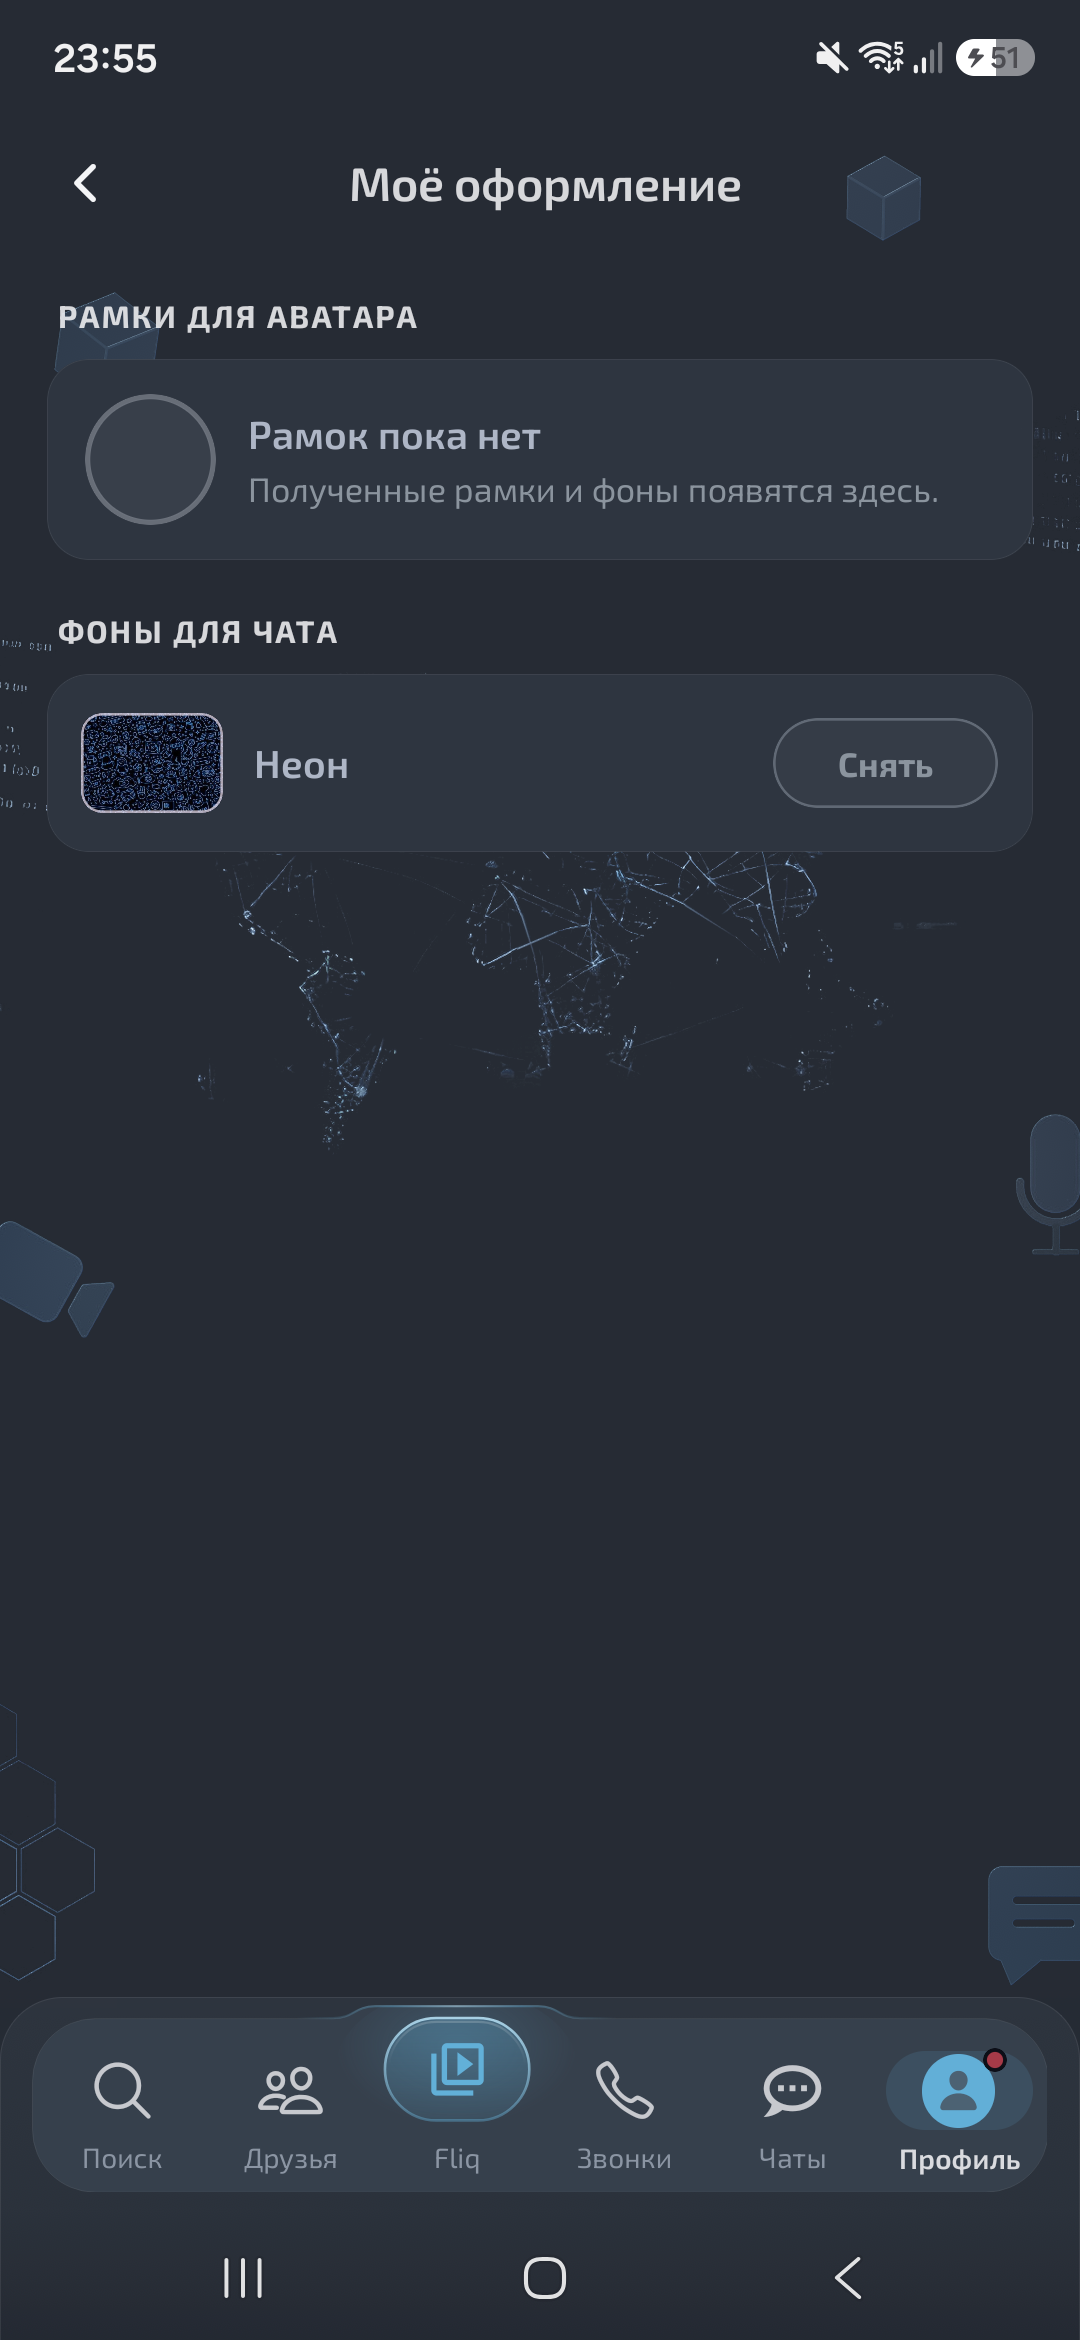 23:55
5
51
Моё оформление
РАМКИ ДЛЯ АВАТАРА
Рамок пока нет
Полученные рамки и фоны появятся здесь.
ФОНЫ ДЛЯ ЧАТА
Неон
Снять
Поиск
Друзья
Fliq
Звонки
Чаты
Профиль